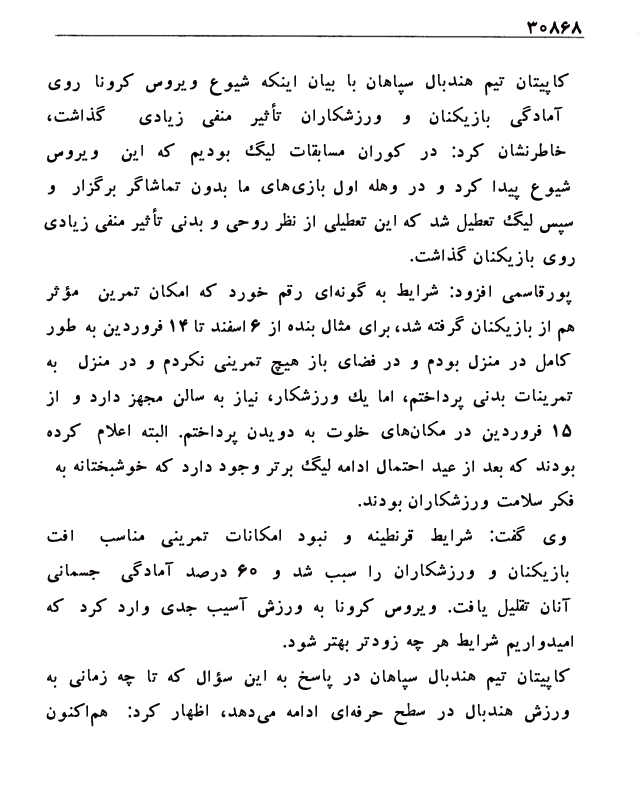 ۳۰۸۶۸
کاپیتان تیم هندبال سپاهان با بیان اینکه شیوع ویروس کرونا روی
آمادگی بازیکنان و ورزشکاران تأثیر منفی زیادی گذاشت،
خاطرنشان کرد: در کوران مسابقات لیگ بودیم که این ویروس
شیوع پیدا کرد و در وهله اول بازی‌های ما بدون تماشاگر برگزار و
سپس لیگ تعطیل شد که این تعطیلی از نظر روحی و بدنی تأثیر منفی زیادی
روی بازیکنان گذاشت.
پورقاسمی افزود: شرایط به گونه‌ای رقم خورد که امکان تمرین مؤثر
هم از بازیکنان گرفته شد، برای مثال بنده از ۶ اسفند تا ۱۴ فروردین به طور
کامل در منزل بودم و در فضای باز هیچ تمرینی نکردم و در منزل به
تمرینات بدنی پرداختم، اما یك ورزشکار، نیاز به سالن مجهز دارد و از
۱۵ فروردین در مکان‌های خلوت به دویدن پرداختم. البته اعلام کرده
بودند که بعد از عید احتمال ادامه لیگ برتر وجود دارد که خوشبختانه به
فکر سلامت ورزشکاران بودند.
وی گفت: شرایط قرنطینه و نبود امکانات تمرینی مناسب افت
بازیکنان و ورزشکاران را سبب شد و ۶۰ درصد آمادگی جسمانی
آنان تقلیل یافت. ویروس کرونا به ورزش آسیب جدی وارد کرد که
امیدواریم شرایط هر چه زودتر بهتر شود.
کاپیتان تیم هندبال سپاهان در پاسخ به این سؤال که تا چه زمانی به
ورزش هندبال در سطح حرفه‌ای ادامه می‌دهد، اظهار کرد: هم‌اکنون